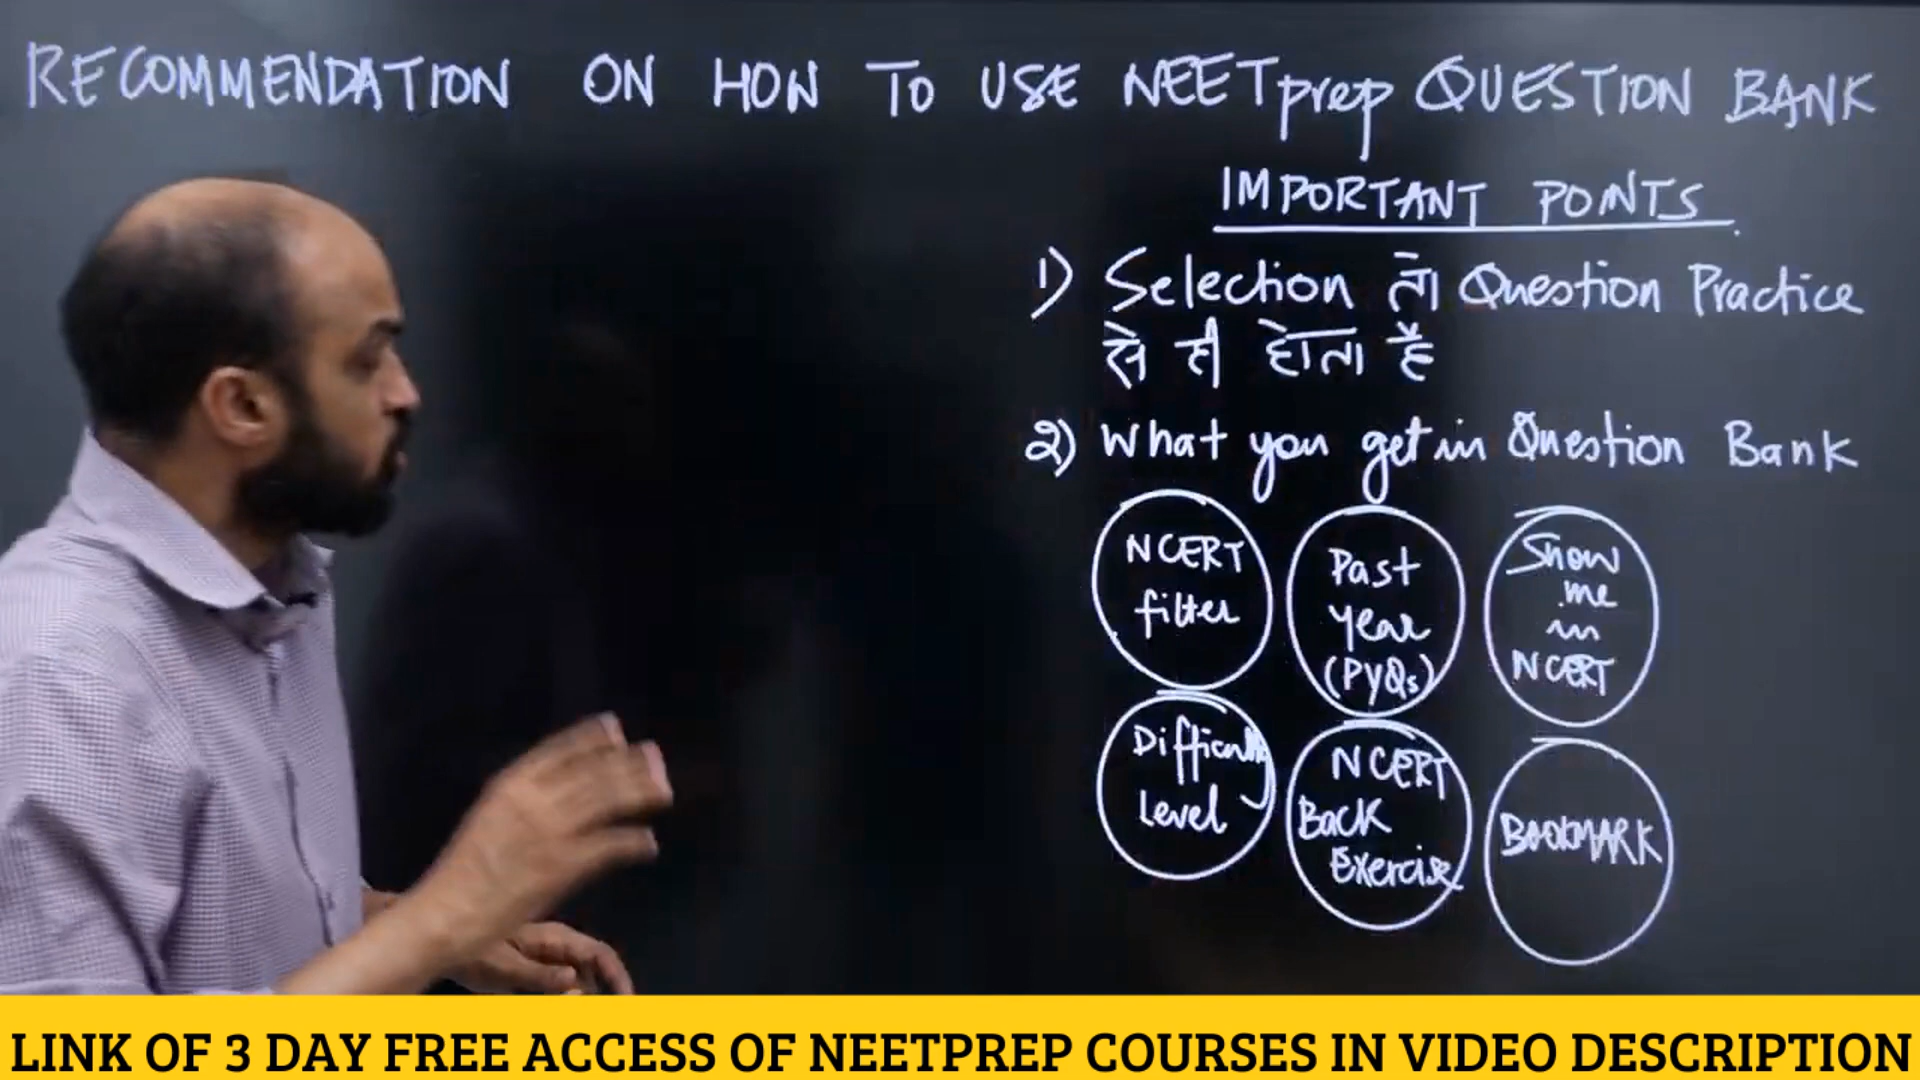 RECOMMENDATION ON HOW TO USE NEETprep QUESTION BANK
IMPORTANT POINTS
1) Selection तो Question Practice
से ही होता है
2) What you get in Question Bank
NCERT
filter
Past
Year
(PYQs)
Show
me
in
NCERT
Difficulty
Level
NCERT
Back
Exercise
BOOKMARK
LINK OF 3 DAY FREE ACCESS OF NEETPREP COURSES IN VIDEO DESCRIPTION